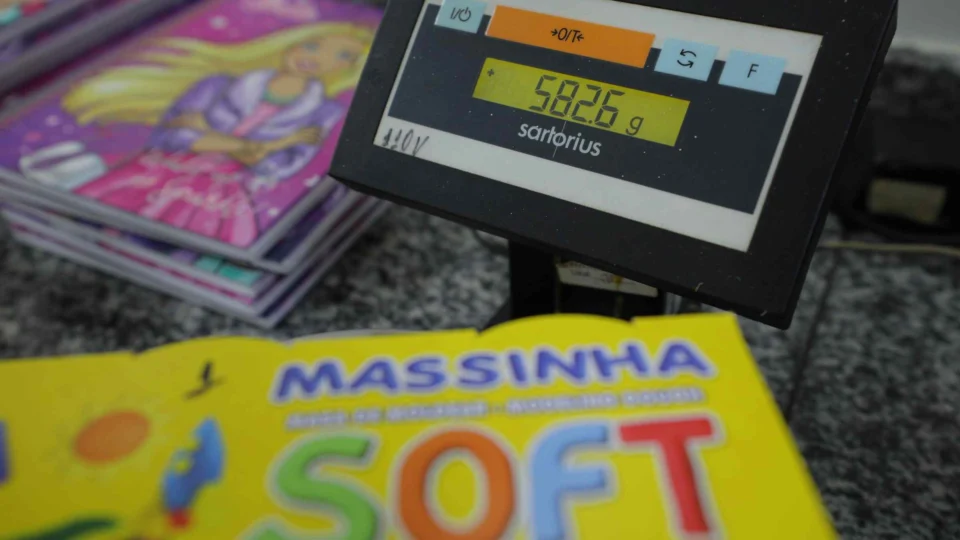 I/⏻
→0/T←
F
+ 582.6 g
sartorius
110V
MASSINHA
SOFT